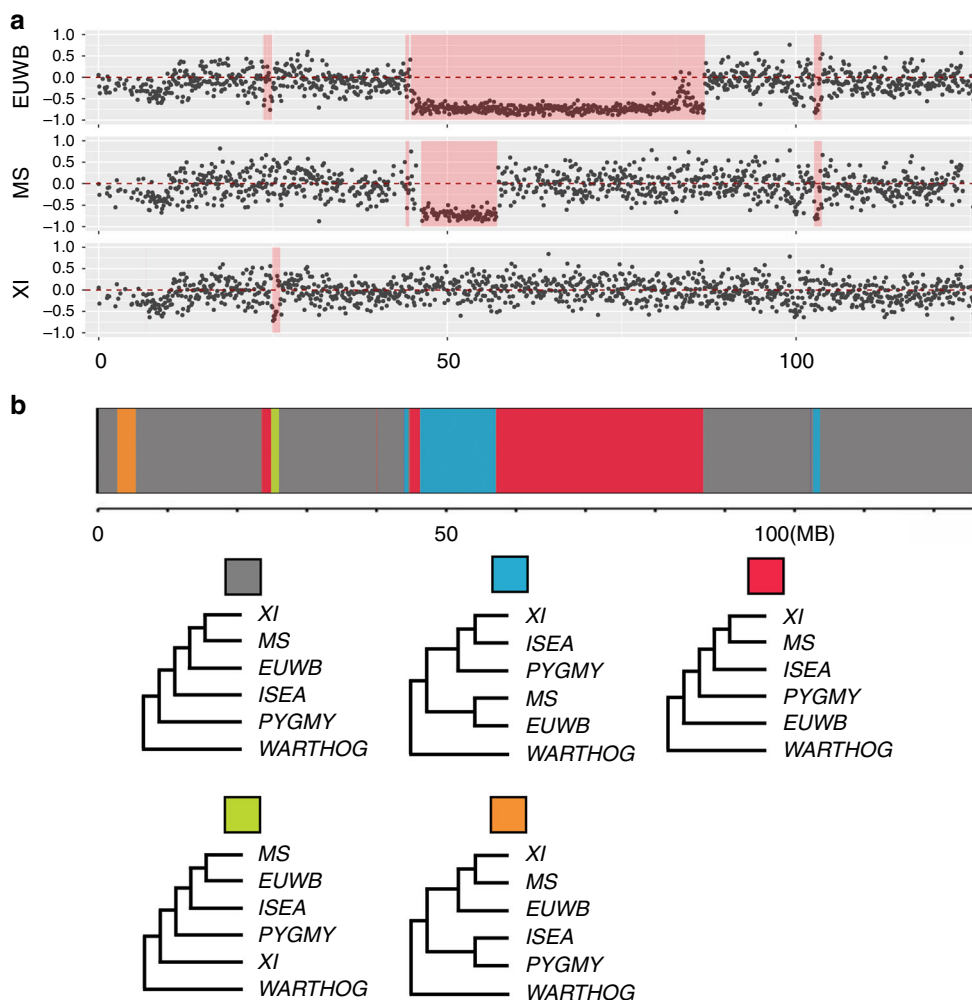 a
EUWB
1.0
0.5
0.0
−0.5
−1.0
MS
1.0
0.5
0.0
−0.5
−1.0
XI
1.0
0.5
0.0
−0.5
−1.0
0 50 100
b
0 50 100(MB)
XI
MS
EUWB
ISEA
PYGMY
WARTHOG
XI
ISEA
PYGMY
MS
EUWB
WARTHOG
XI
MS
ISEA
PYGMY
EUWB
WARTHOG
MS
EUWB
ISEA
PYGMY
XI
WARTHOG
XI
MS
EUWB
ISEA
PYGMY
WARTHOG